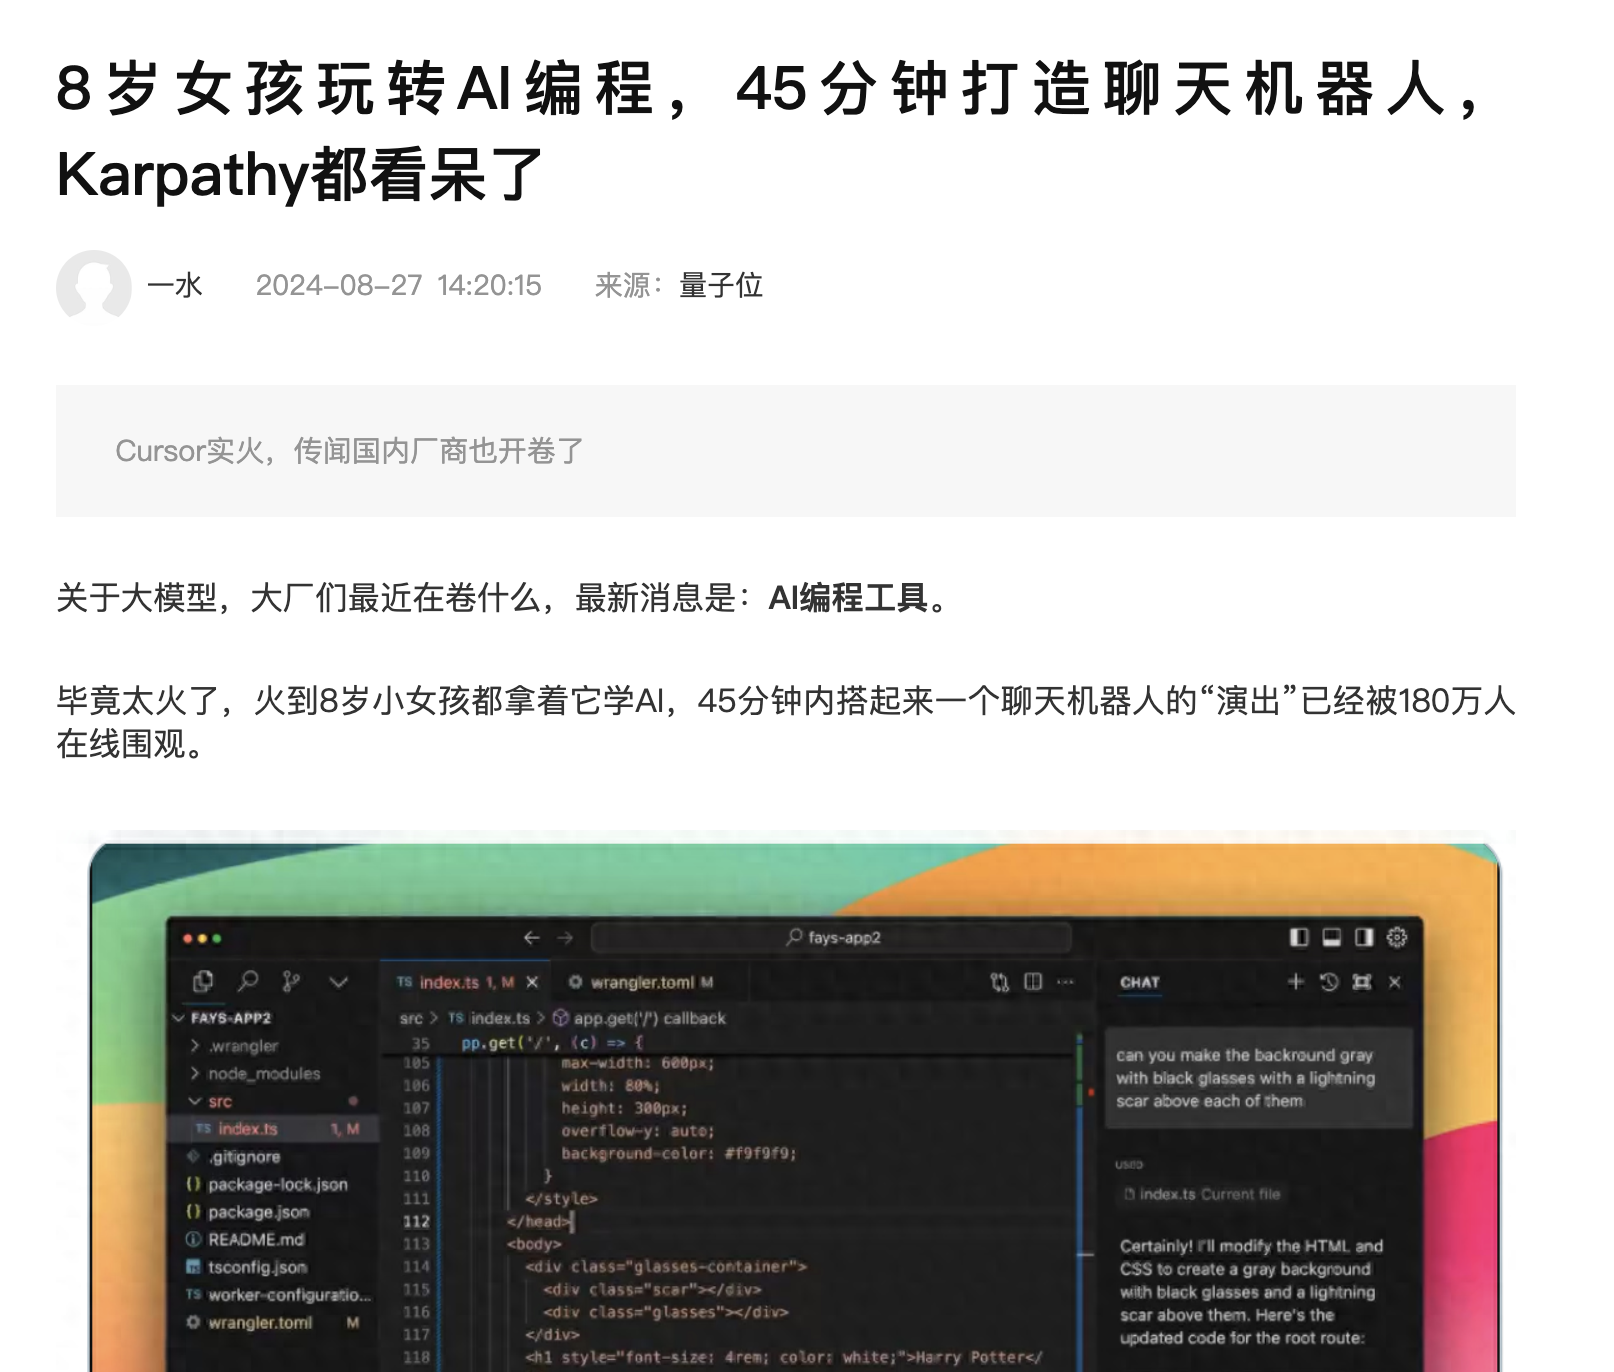 8岁女孩玩转AI编程，45分钟打造聊天机器人，
Karpathy都看呆了
一水 2024-08-27 14:20:15 来源：量子位
Cursor实火，传闻国内厂商也开卷了
关于大模型，大厂们最近在卷什么，最新消息是：AI编程工具。
毕竟太火了，火到8岁小女孩都拿着它学AI，45分钟内搭起来一个聊天机器人的“演出”已经被180万人
在线围观。
fays-app2
TS index.ts 1, M
wrangler.toml M
CHAT
FAYS-APP2
.wrangler
node_modules
src
TS index.ts 1, M
.gitignore
{} package-lock.json
{} package.json
README.md
tsconfig.json
TS worker-configuratio...
wrangler.toml M
src > TS index.ts > app.get('/') callback
35 pp.get('/', (c) => {
105 max-width: 600px;
106 width: 80%;
107 height: 300px;
108 overflow-y: auto;
109 background-color: #f9f9f9;
110 }
111 </style>
112 </head>
113 <body>
114 <div class="glasses-container">
115 <div class="scar"></div>
116 <div class="glasses"></div>
117 </div>
118 <h1 style="font-size: 4rem; color: white;">Harry Potter</
can you make the backround gray
with black glasses with a lightning
scar above each of them
USED
index.ts Current file
Certainly! I'll modify the HTML and
CSS to create a gray background
with black glasses and a lightning
scar above them. Here's the
updated code for the root route: